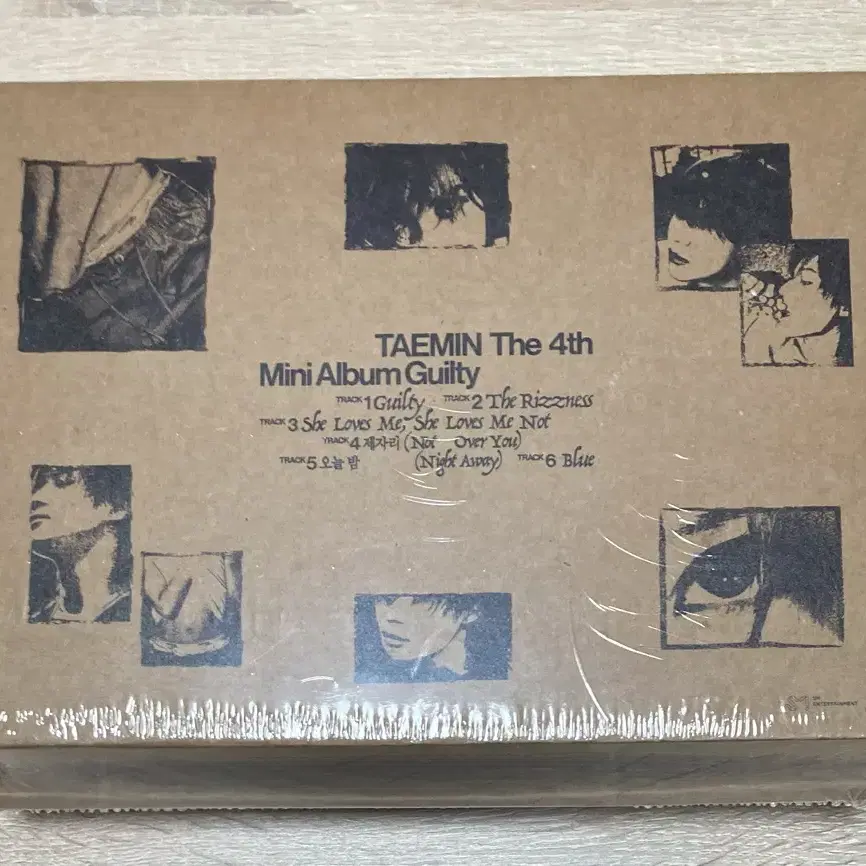 TAEMIN The 4th
Mini Album Guilty
TRACK 1 Guilty TRACK 2 The Rizzness
TRACK 3 She Loves Me, She Loves Me Not
TRACK 4 제자리 (Not Over You)
TRACK 5 오늘 밤 (Night Away) TRACK 6 Blue
SM
ENTERTAINMENT